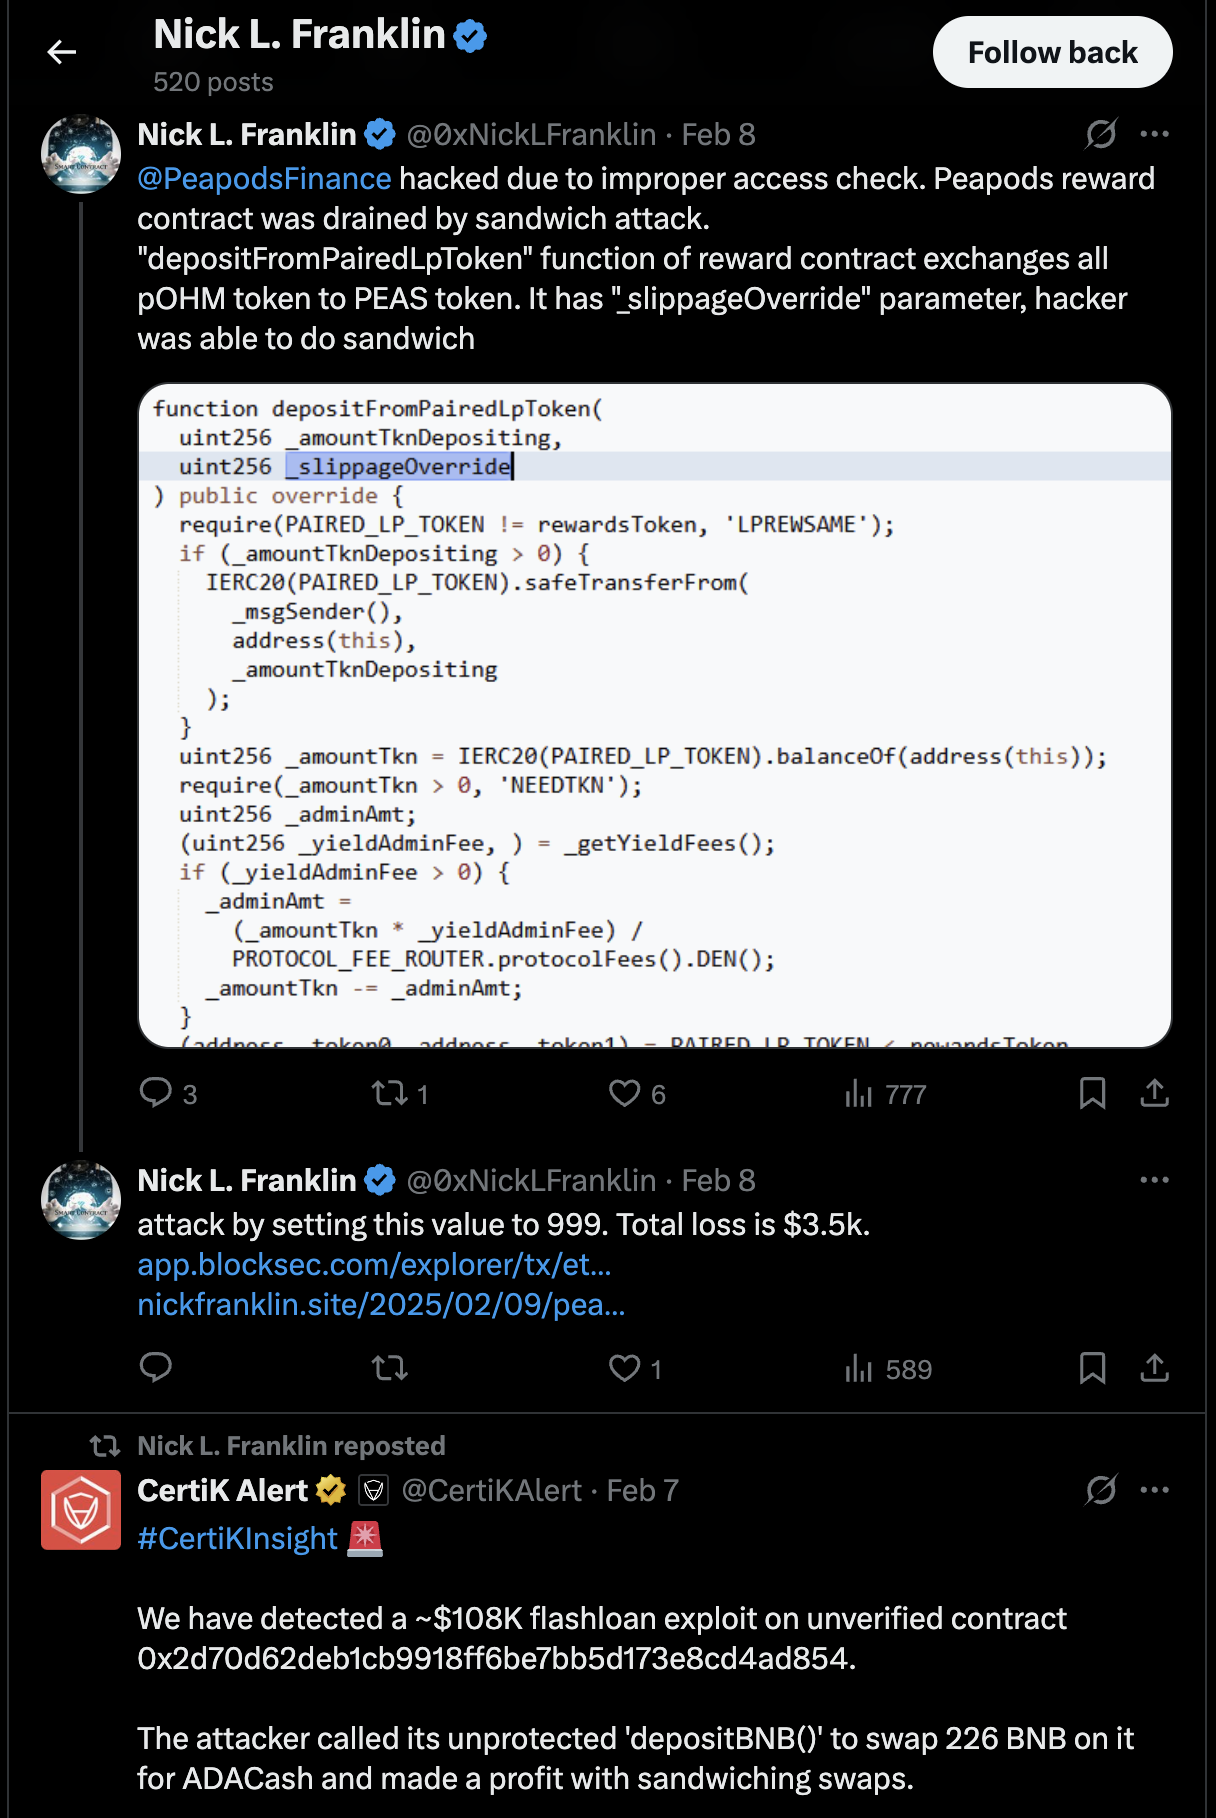 Nick L. Franklin
520 posts
Follow back
Nick L. Franklin @0xNickLFranklin · Feb 8
@PeapodsFinance hacked due to improper access check. Peapods reward
contract was drained by sandwich attack.
"depositFromPairedLpToken" function of reward contract exchanges all
pOHM token to PEAS token. It has "_slippageOverride" parameter, hacker
was able to do sandwich
function depositFromPairedLpToken(
uint256 _amountTknDepositing,
uint256 _slippageOverride
) public override {
require(PAIRED_LP_TOKEN != rewardsToken, 'LPREWSAME');
if (_amountTknDepositing > 0) {
IERC20(PAIRED_LP_TOKEN).safeTransferFrom(
_msgSender(),
address(this),
_amountTknDepositing
);
}
uint256 _amountTkn = IERC20(PAIRED_LP_TOKEN).balanceOf(address(this));
require(_amountTkn > 0, 'NEEDTKN');
uint256 _adminAmt;
(uint256 _yieldAdminFee, ) = _getYieldFees();
if (_yieldAdminFee > 0) {
_adminAmt =
(_amountTkn * _yieldAdminFee) /
PROTOCOL_FEE_ROUTER.protocolFees().DEN();
_amountTkn -= _adminAmt;
}
(address _token0, address _token1) = PAIRED_LP_TOKEN < rewardsToken
3 1 6 777
Nick L. Franklin @0xNickLFranklin · Feb 8
attack by setting this value to 999. Total loss is $3.5k.
app.blocksec.com/explorer/tx/et...
nickfranklin.site/2025/02/09/pea...
1 589
Nick L. Franklin reposted
CertiK Alert @CertiKAlert · Feb 7
#CertiKInsight 🚨
We have detected a ~$108K flashloan exploit on unverified contract
0x2d70d62deb1cb9918ff6be7bb5d173e8cd4ad854.
The attacker called its unprotected 'depositBNB()' to swap 226 BNB on it
for ADACash and made a profit with sandwiching swaps.